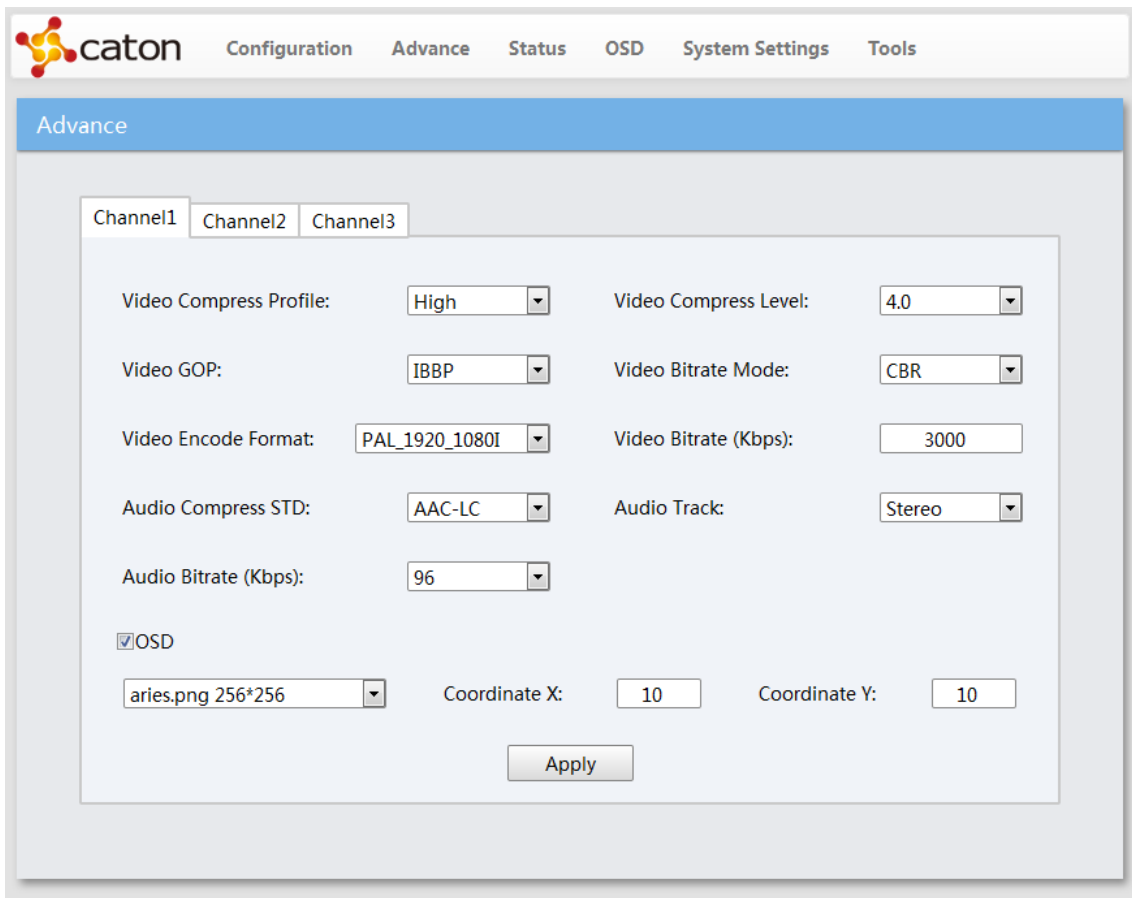 caton Configuration Advance Status OSD System Settings Tools
Advance
Channel1 Channel2 Channel3
Video Compress Profile: High Video Compress Level: 4.0
Video GOP: IBBP Video Bitrate Mode: CBR
Video Encode Format: PAL_1920_1080I Video Bitrate (Kbps): 3000
Audio Compress STD: AAC-LC Audio Track: Stereo
Audio Bitrate (Kbps): 96
OSD
aries.png 256*256 Coordinate X: 10 Coordinate Y: 10
Apply